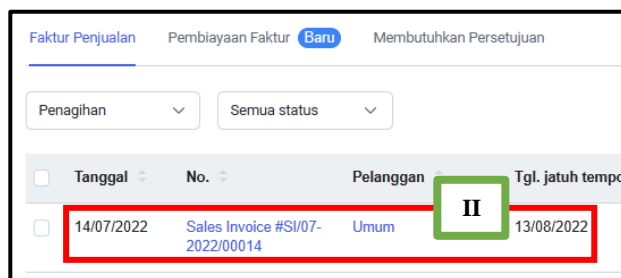 Faktur Penjualan Pembiayaan Faktur Baru Membutuhkan Persetujuan
Penagihan Semua status
Tanggal No. Pelanggan Tgl. jatuh tempo
II
14/07/2022 Sales Invoice #SI/07- Umum 13/08/2022
2022/00014